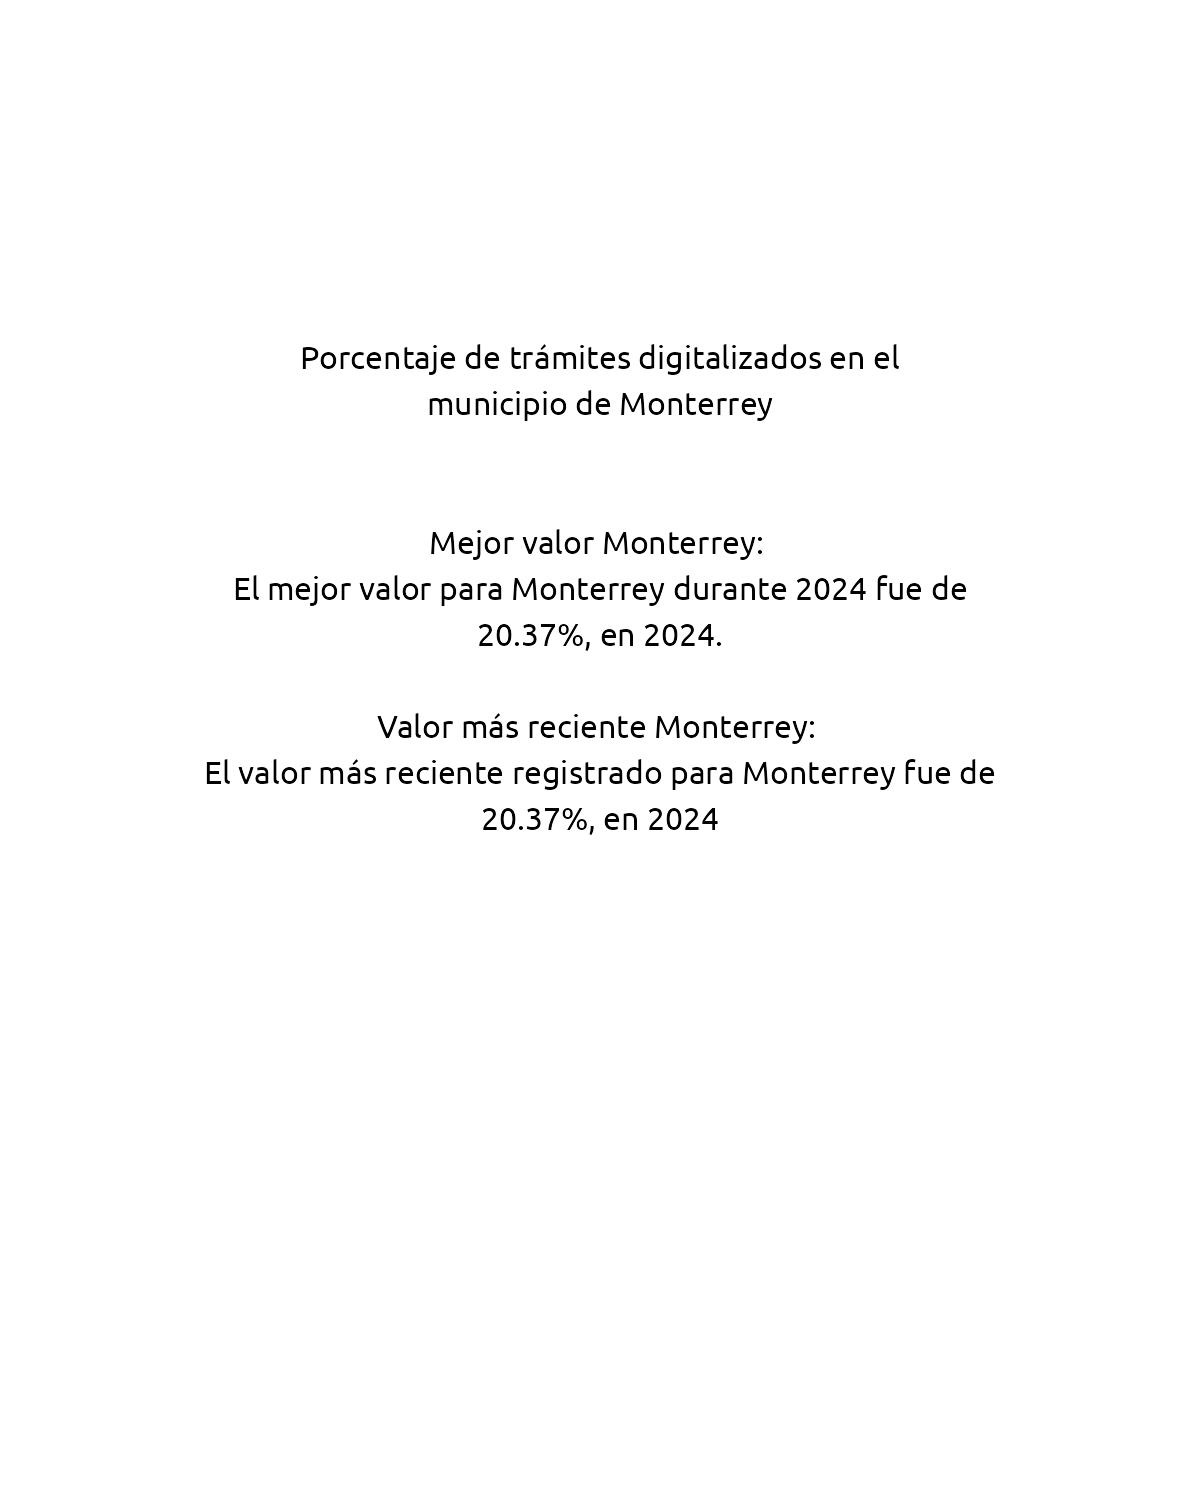 Porcentaje de trámites digitalizados en el
municipio de Monterrey
Mejor valor Monterrey:
El mejor valor para Monterrey durante 2024 fue de
20.37%, en 2024.
Valor más reciente Monterrey:
El valor más reciente registrado para Monterrey fue de
20.37%, en 2024